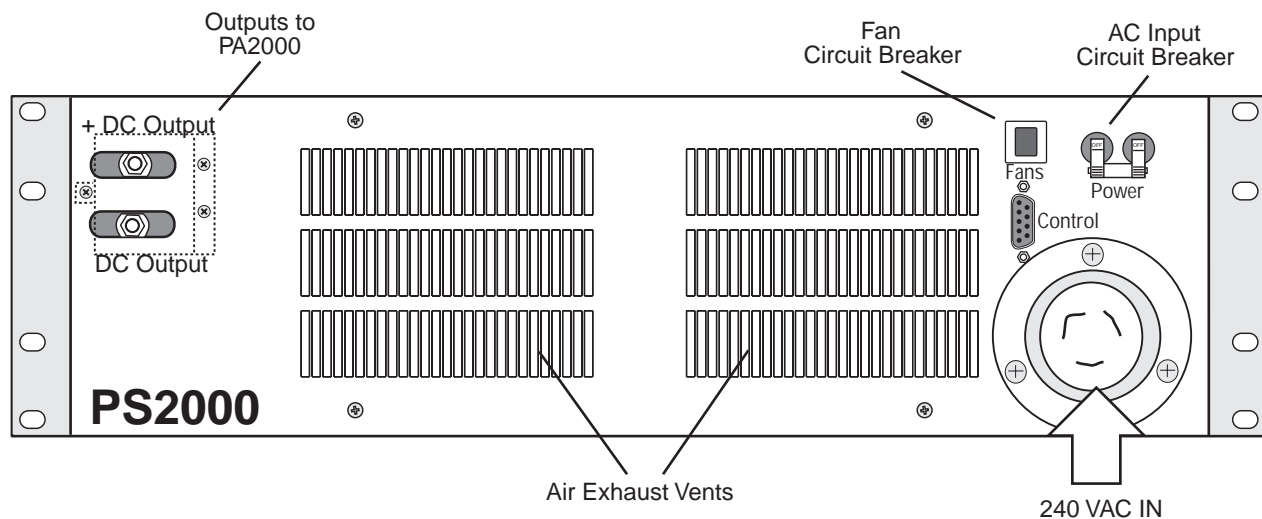 Outputs to
PA2000
Fan
Circuit Breaker
AC Input
Circuit Breaker
+ DC Output
OFF OFF
Fans
Power
Control
DC Output
PS2000
Air Exhaust Vents
240 VAC IN